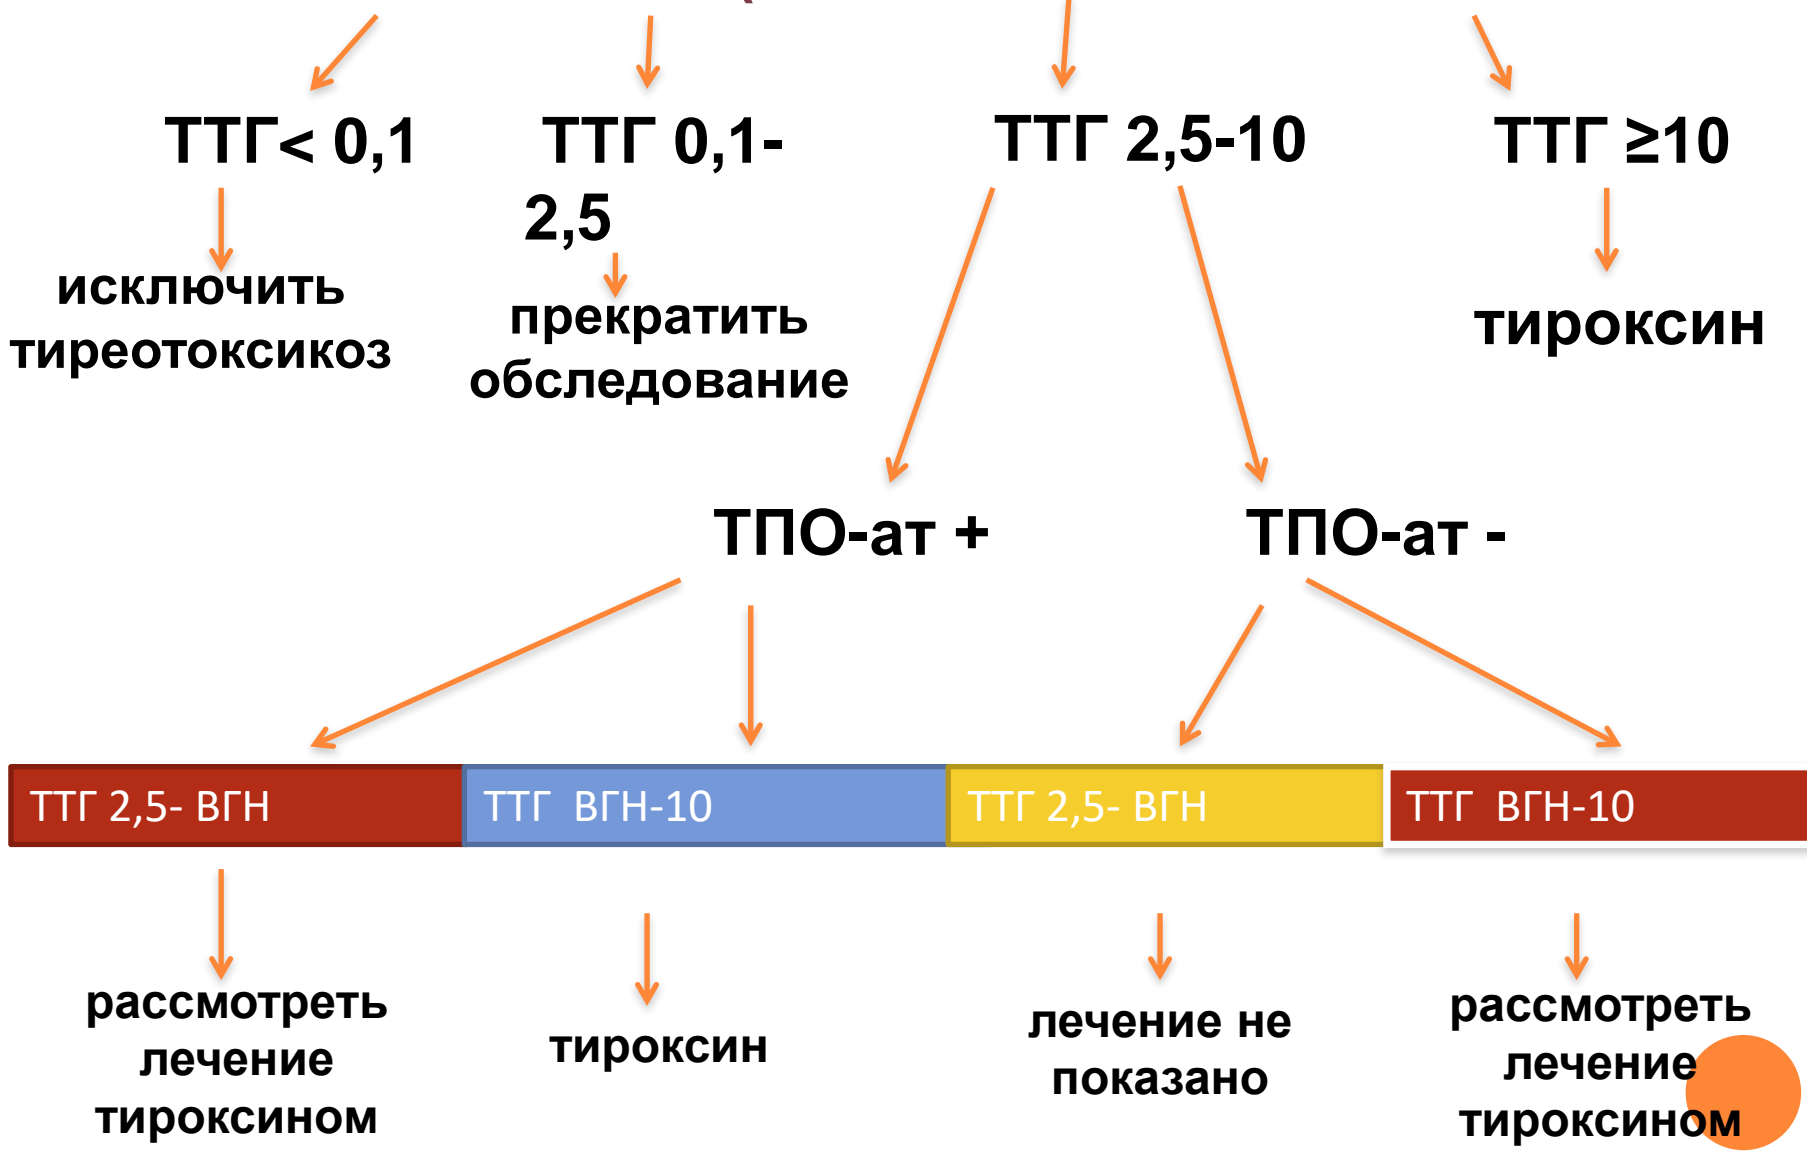 ТТГ< 0,1
ТТГ 0,1-
2,5
ТТГ 2,5-10
ТТГ ≥10
исключить
тиреотоксикоз
прекратить
обследование
тироксин
ТПО-ат +
ТПО-ат -
ТТГ 2,5- ВГН
ТТГ ВГН-10
ТТГ 2,5- ВГН
ТТГ ВГН-10
рассмотреть
лечение
тироксином
тироксин
лечение не
показано
рассмотреть
лечение
тироксином